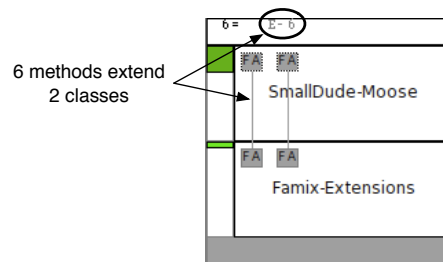 6= E-6
6 methods extend
2 classes
FA FA
SmallDude-Moose
FA FA
Famix-Extensions